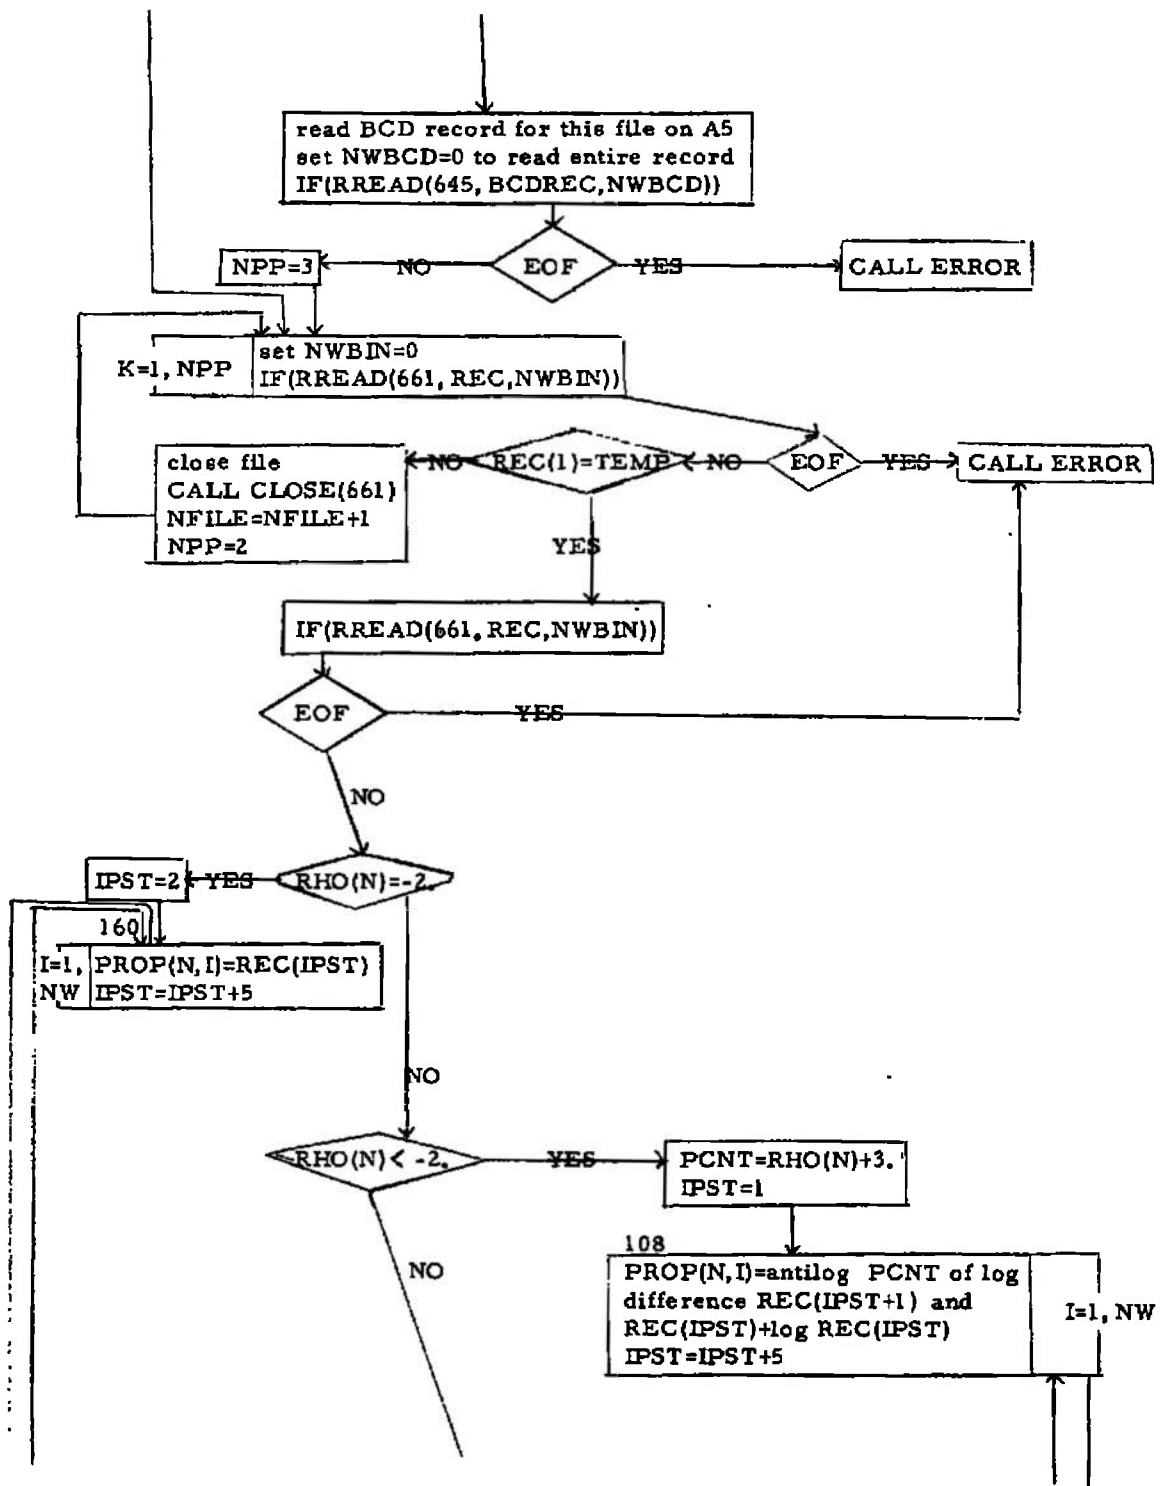 read BCD record for this file on A5
set NWBCD=0 to read entire record
IF(RREAD(645, BCDREC,NWBCD))
NPP=3
NO
EOF
YES
CALL ERROR
K=1, NPP
set NWBIN=0
IF(RREAD(661, REC,NWBIN))
close file
CALL CLOSE(661)
NFILE=NFILE+1
NPP=2
NO
REC(1)=TEMP
NO
EOF
YES
CALL ERROR
YES
IF(RREAD(661, REC,NWBIN))
EOF
YES
NO
IPST=2
YES
RHO(N)=-2.
160
I=1,
NW
PROP(N,I)=REC(IPST)
IPST=IPST+5
NO
RHO(N)< -2.
YES
PCNT=RHO(N)+3.
IPST=1
NO
108
PROP(N,I)=antilog PCNT of log
difference REC(IPST+1) and
REC(IPST)+log REC(IPST)
IPST=IPST+5
I=1, NW